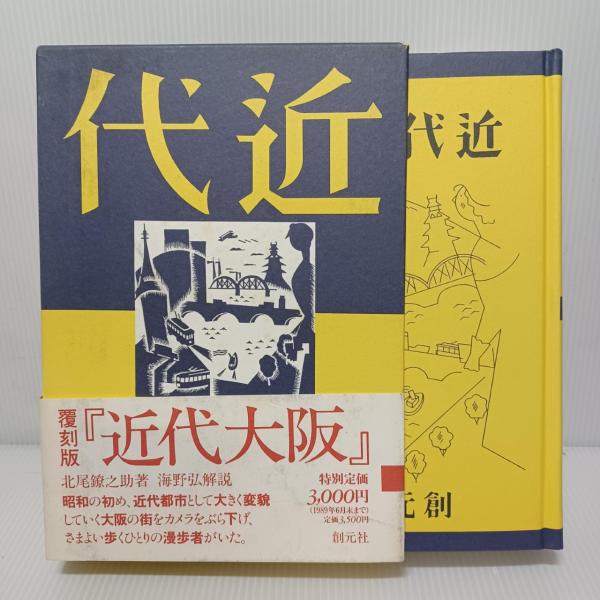 代近
覆刻版
『近代大阪』
北尾鐐之助著 海野弘解説
昭和の初め、近代都市として大きく変貌
していく大阪の街をカメラをぶら下げ、
さまよい歩くひとりの漫歩者がいた。
特別定価
3,000円
(1989年6月末まで)
定価3,500円
創元社
代近
元創